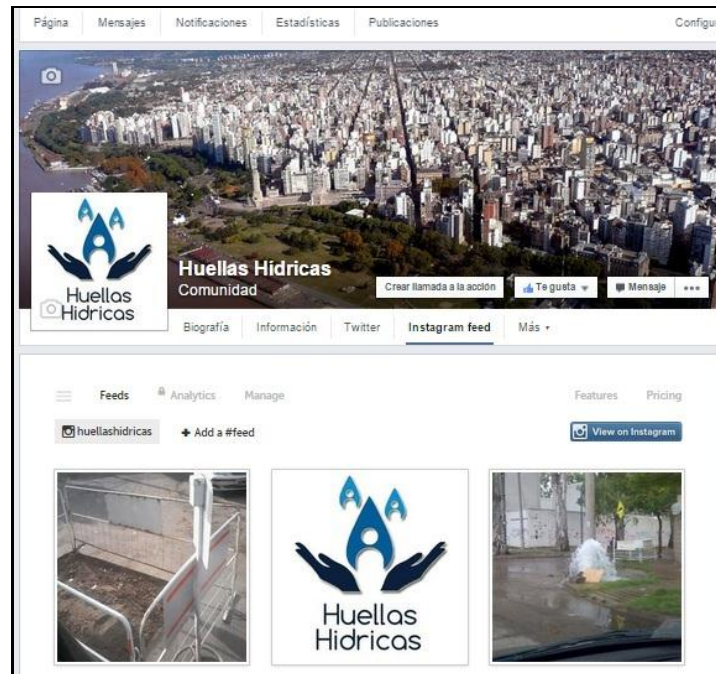 Página Mensajes Notificaciones Estadísticas Publicaciones Configu
Huellas Hídricas
Comunidad
Crear llamada a la acción Te gusta Mensaje
Huellas
Hidricas
Biografía Información Twitter Instagram feed Más
Feeds Analytics Manage Features Pricing
huellashidricas + Add a #feed View on Instagram
Huellas
Hidricas